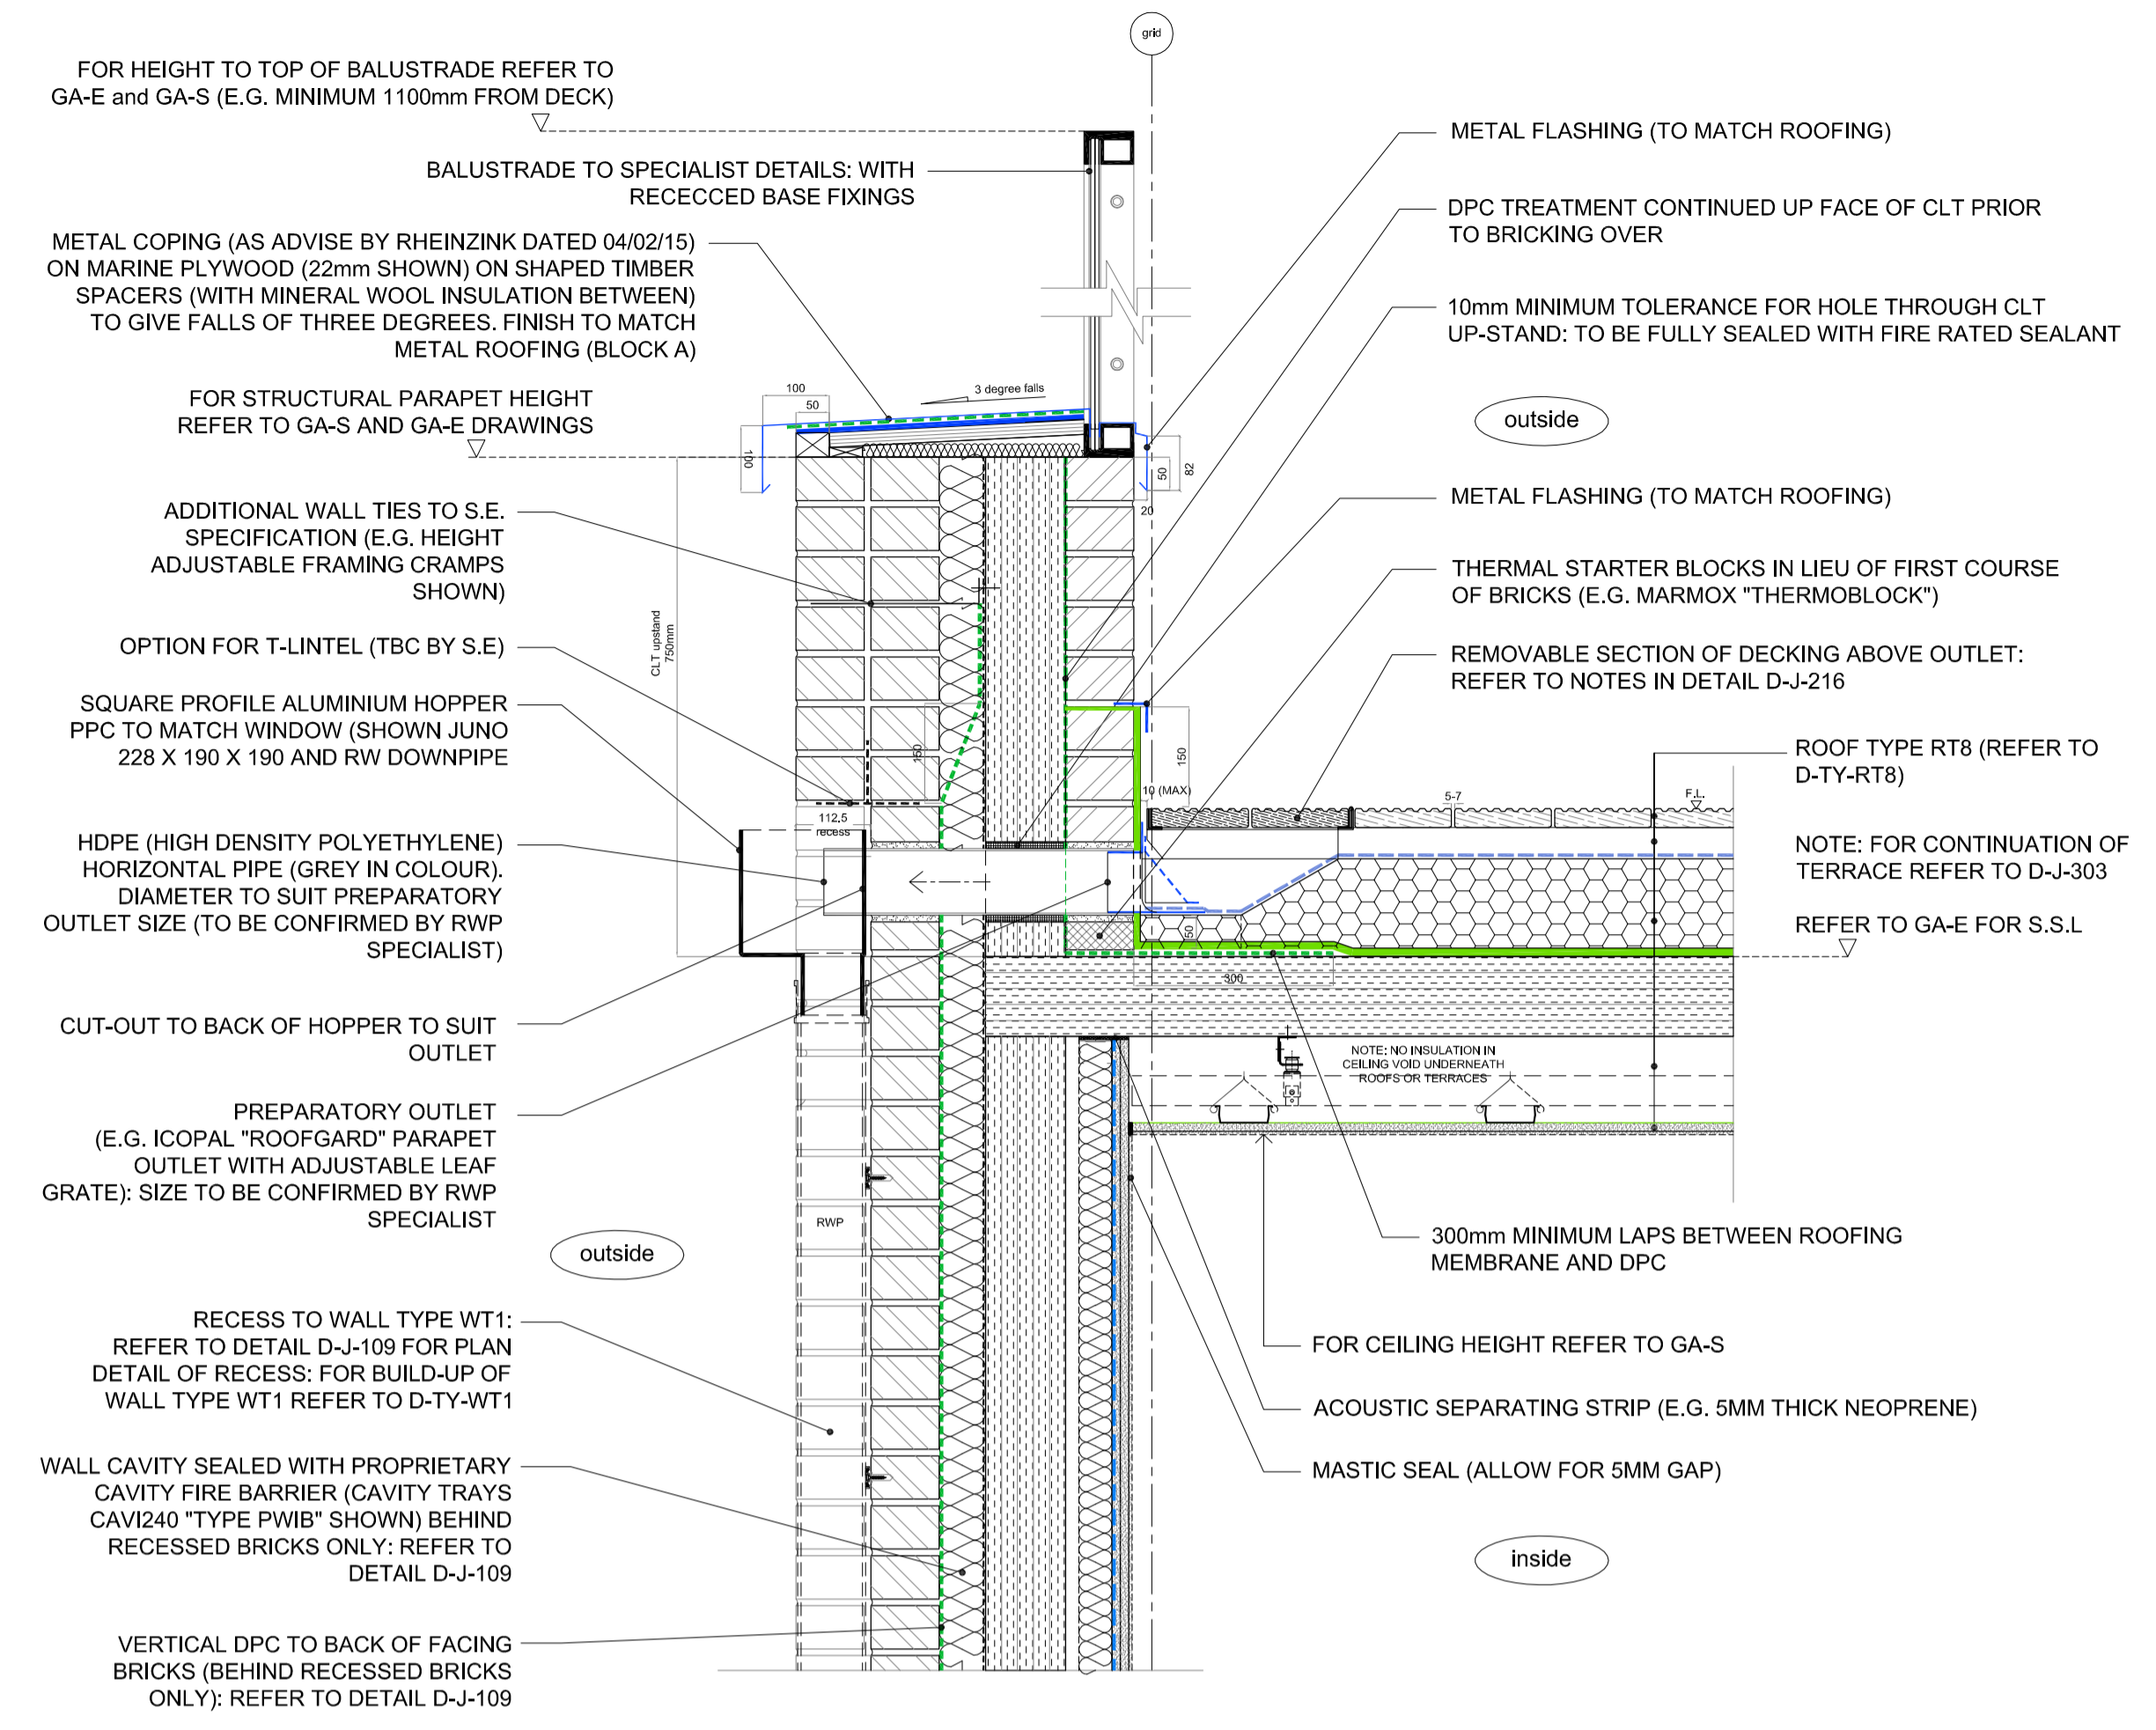 grid
FOR HEIGHT TO TOP OF BALUSTRADE REFER TO
GA-E and GA-S (E.G. MINIMUM 1100mm FROM DECK)
BALUSTRADE TO SPECIALIST DETAILS: WITH
RECECCED BASE FIXINGS
METAL COPING (AS ADVISE BY RHEINZINK DATED 04/02/15)
ON MARINE PLYWOOD (22mm SHOWN) ON SHAPED TIMBER
SPACERS (WITH MINERAL WOOL INSULATION BETWEEN)
TO GIVE FALLS OF THREE DEGREES. FINISH TO MATCH
METAL ROOFING (BLOCK A)
FOR STRUCTURAL PARAPET HEIGHT
REFER TO GA-S AND GA-E DRAWINGS
ADDITIONAL WALL TIES TO S.E.
SPECIFICATION (E.G. HEIGHT
ADJUSTABLE FRAMING CRAMPS
SHOWN)
OPTION FOR T-LINTEL (TBC BY S.E)
SQUARE PROFILE ALUMINIUM HOPPER
PPC TO MATCH WINDOW (SHOWN JUNO
228 X 190 X 190 AND RW DOWNPIPE
HDPE (HIGH DENSITY POLYETHYLENE)
HORIZONTAL PIPE (GREY IN COLOUR).
DIAMETER TO SUIT PREPARATORY
OUTLET SIZE (TO BE CONFIRMED BY RWP
SPECIALIST)
CUT-OUT TO BACK OF HOPPER TO SUIT
OUTLET
PREPARATORY OUTLET
(E.G. ICOPAL "ROOFGARD" PARAPET
OUTLET WITH ADJUSTABLE LEAF
GRATE): SIZE TO BE CONFIRMED BY RWP
SPECIALIST
outside
RECESS TO WALL TYPE WT1:
REFER TO DETAIL D-J-109 FOR PLAN
DETAIL OF RECESS: FOR BUILD-UP OF
WALL TYPE WT1 REFER TO D-TY-WT1
WALL CAVITY SEALED WITH PROPRIETARY
CAVITY FIRE BARRIER (CAVITY TRAYS
CAVI240 "TYPE PWIB" SHOWN) BEHIND
RECESSED BRICKS ONLY: REFER TO
DETAIL D-J-109
VERTICAL DPC TO BACK OF FACING
BRICKS (BEHIND RECESSED BRICKS
ONLY): REFER TO DETAIL D-J-109
100
50
100
3 degree falls
50
82
20
CLT upstand
750mm
150
112.5
recess
150
10 (MAX)
5-7
F.L.
50
300
NOTE: NO INSULATION IN
CEILING VOID UNDERNEATH
ROOFS OR TERRACES
RWP
METAL FLASHING (TO MATCH ROOFING)
DPC TREATMENT CONTINUED UP FACE OF CLT PRIOR
TO BRICKING OVER
10mm MINIMUM TOLERANCE FOR HOLE THROUGH CLT
UP-STAND: TO BE FULLY SEALED WITH FIRE RATED SEALANT
outside
METAL FLASHING (TO MATCH ROOFING)
THERMAL STARTER BLOCKS IN LIEU OF FIRST COURSE
OF BRICKS (E.G. MARMOX "THERMOBLOCK")
REMOVABLE SECTION OF DECKING ABOVE OUTLET:
REFER TO NOTES IN DETAIL D-J-216
ROOF TYPE RT8 (REFER TO
D-TY-RT8)
NOTE: FOR CONTINUATION OF
TERRACE REFER TO D-J-303
REFER TO GA-E FOR S.S.L
300mm MINIMUM LAPS BETWEEN ROOFING
MEMBRANE AND DPC
FOR CEILING HEIGHT REFER TO GA-S
ACOUSTIC SEPARATING STRIP (E.G. 5MM THICK NEOPRENE)
MASTIC SEAL (ALLOW FOR 5MM GAP)
inside